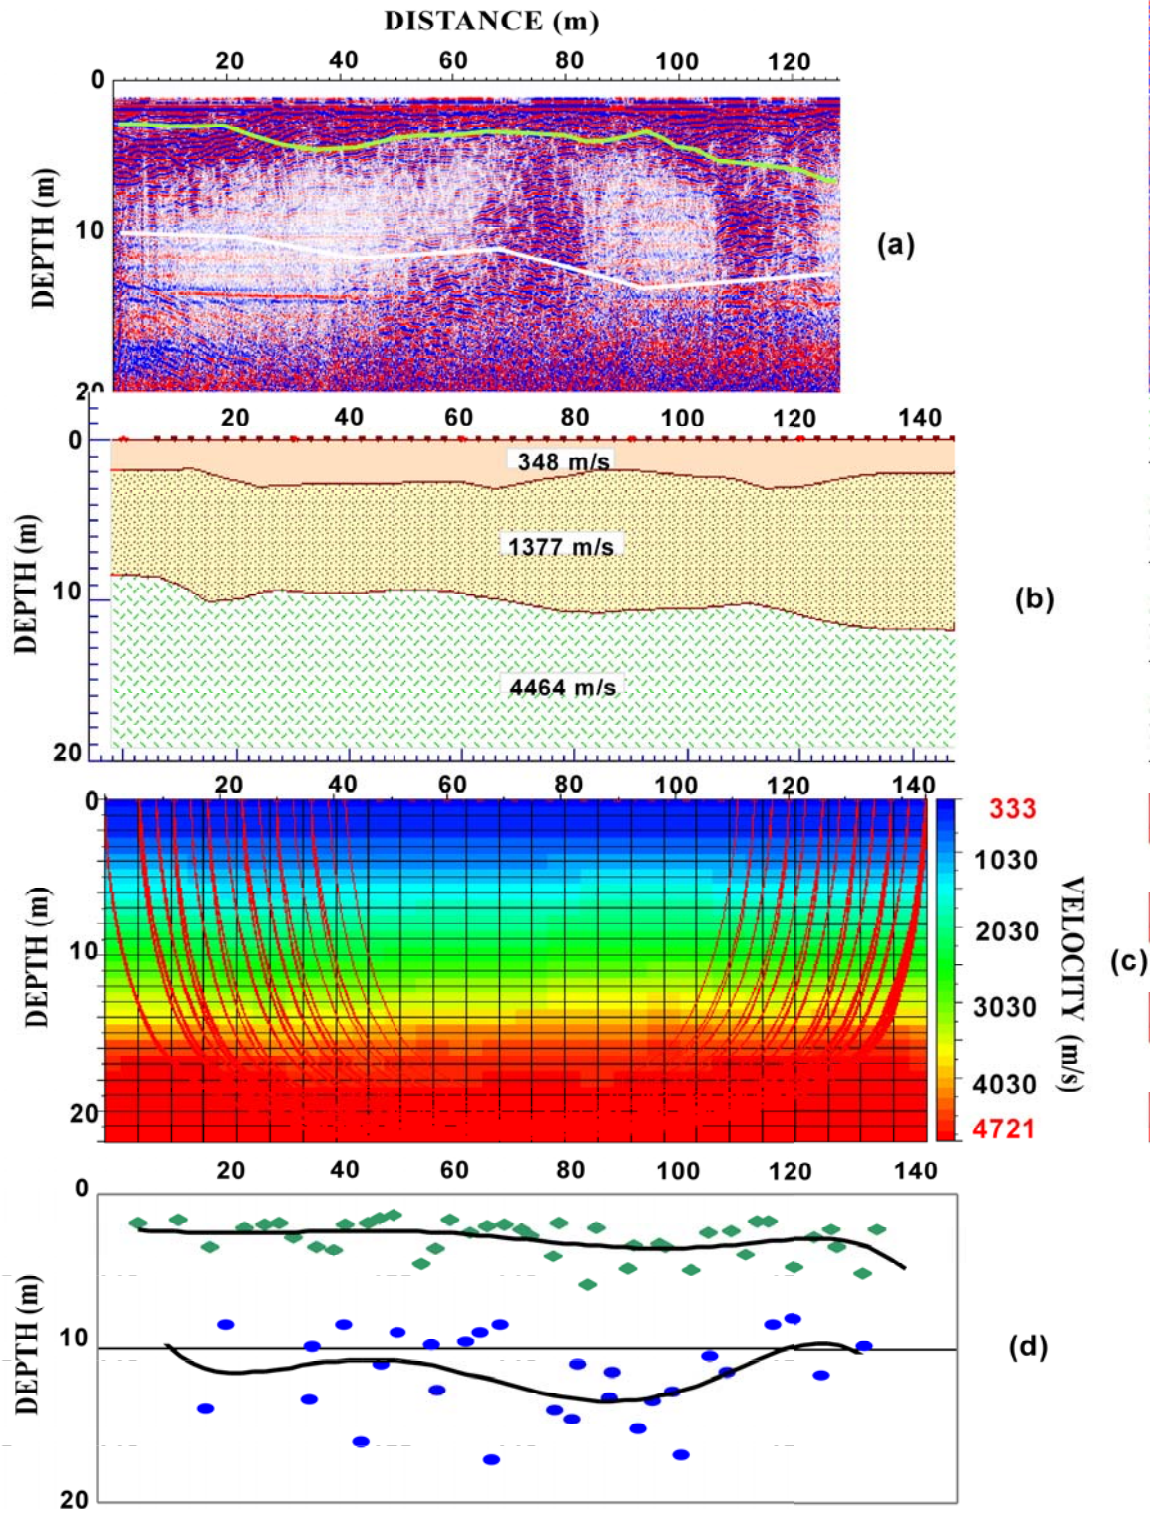 DISTANCE (m)
20 40 60 80 100 120
0
DEPTH (m)
10
(a)
20
20 40 60 80 100 120 140
0
348 m/s
DEPTH (m)
1377 m/s
10
(b)
4464 m/s
20
20 40 60 80 100 120 140
0
333
1030
DEPTH (m)
2030
10
VELOCITY (m/s)
(c)
3030
4030
20
4721
20 40 60 80 100 120 140
0
DEPTH (m)
10
(d)
20